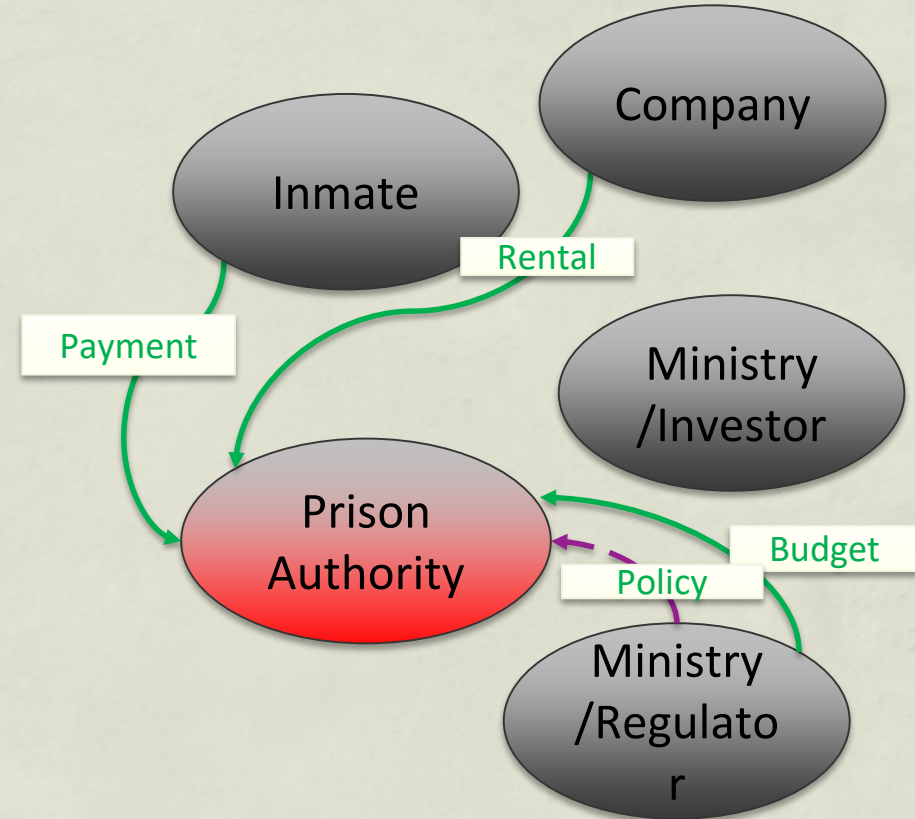 Company
Inmate
Rental
Payment
Ministry
/Investor
Prison
Authority
Budget
Policy
Ministry
/Regulato
r